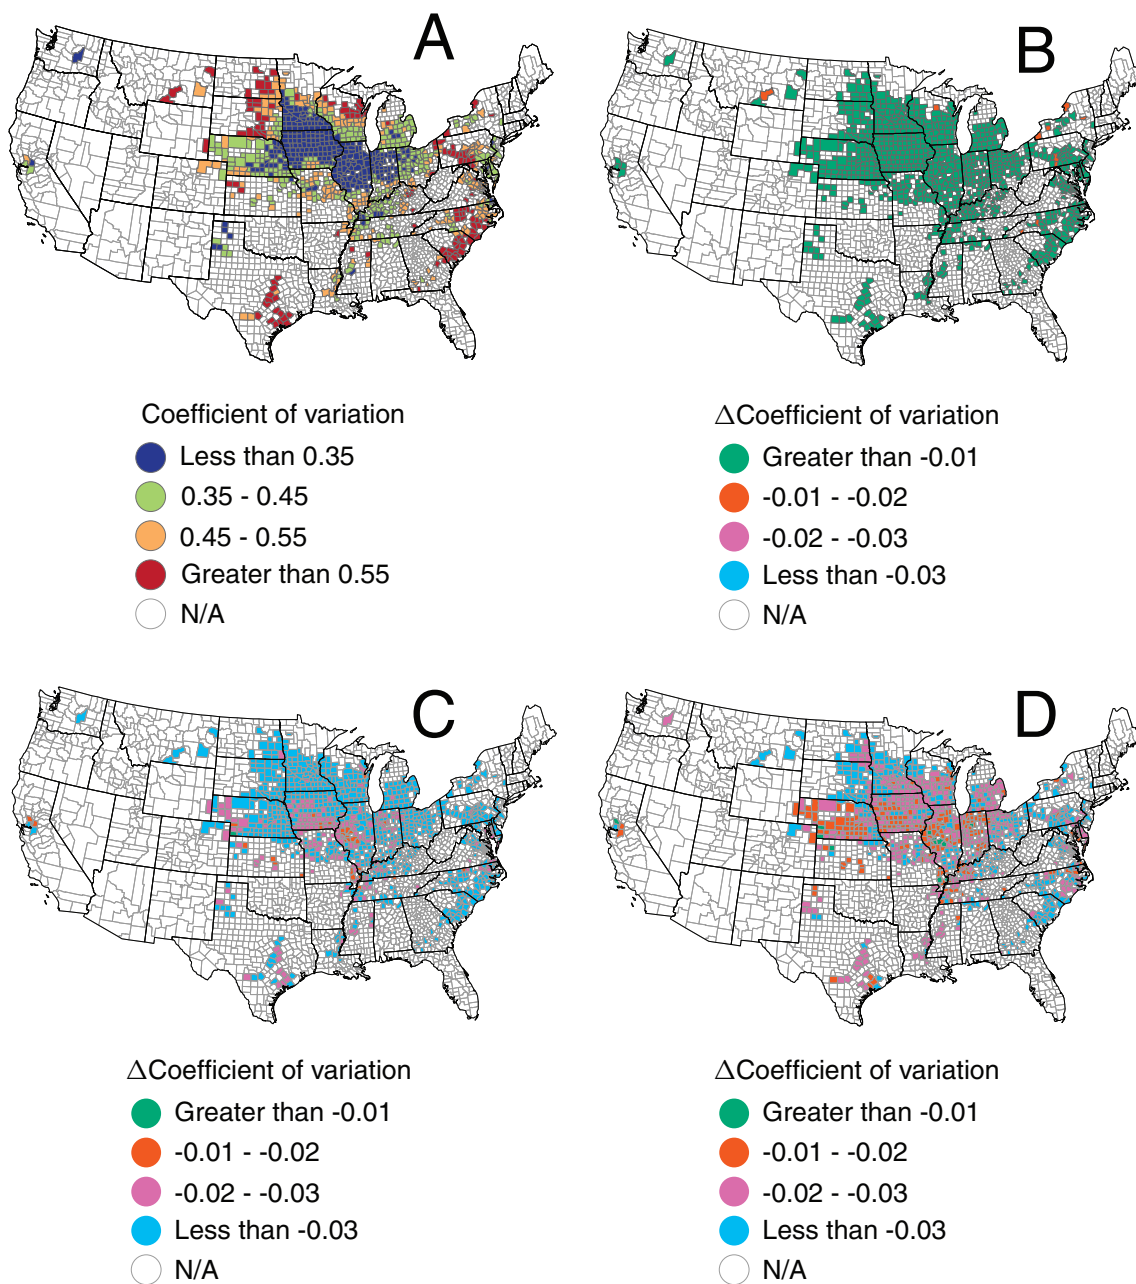 A
B
Coefficient of variation
Less than 0.35
0.35 - 0.45
0.45 - 0.55
Greater than 0.55
N/A
ΔCoefficient of variation
Greater than -0.01
-0.01 - -0.02
-0.02 - -0.03
Less than -0.03
N/A
C
D
ΔCoefficient of variation
Greater than -0.01
-0.01 - -0.02
-0.02 - -0.03
Less than -0.03
N/A
ΔCoefficient of variation
Greater than -0.01
-0.01 - -0.02
-0.02 - -0.03
Less than -0.03
N/A